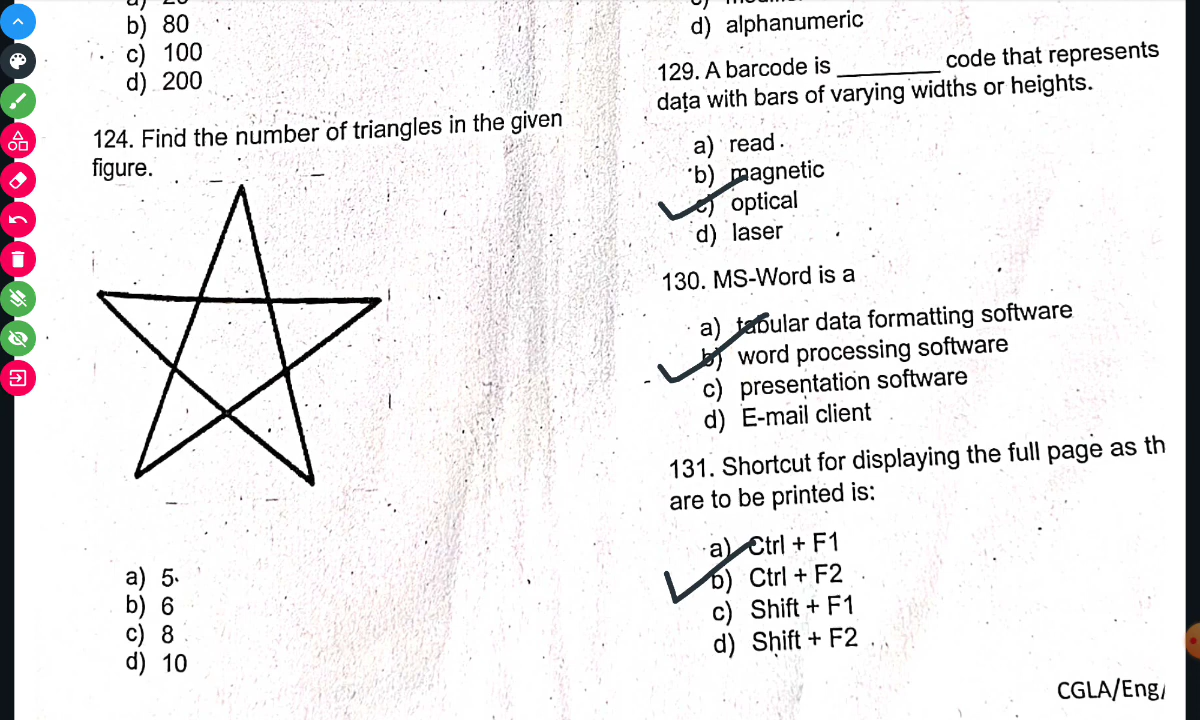 b) 80
c) 100
d) 200
124. Find the number of triangles in the given
figure.
a) 5
b) 6
c) 8
d) 10
d) alphanumeric
129. A barcode is ________ code that represents
data with bars of varying widths or heights.
a) read
b) magnetic
c) optical
d) laser
130. MS-Word is a
a) tabular data formatting software
b) word processing software
c) presentation software
d) E-mail client
131. Shortcut for displaying the full page as th
are to be printed is:
a) Ctrl + F1
b) Ctrl + F2
c) Shift + F1
d) Shift + F2
CGLA/Eng/